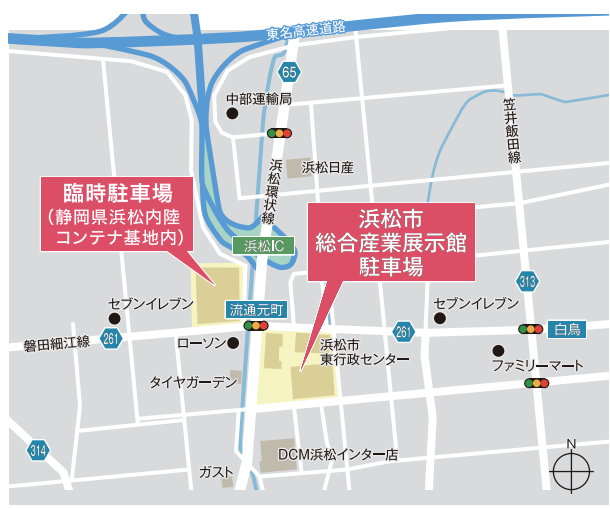 東名高速道路
65
中部運輸局
笠井飯田線
浜松日産
浜松環状線
臨時駐車場
(静岡県浜松内陸
コンテナ基地内)
浜松市
総合産業展示館
駐車場
浜松IC
313
セブンイレブン
流通元町
セブンイレブン
白鳥
磐田細江線
261
ローソン
261
浜松市
東行政センター
ファミリーマート
タイヤガーデン
314
DCM浜松インター店
ガスト
N